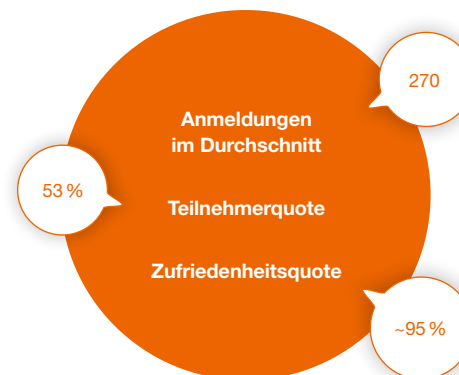 270
Anmeldungen
im Durchschnitt
53 %
Teilnehmerquote
Zufriedenheitsquote
~95 %